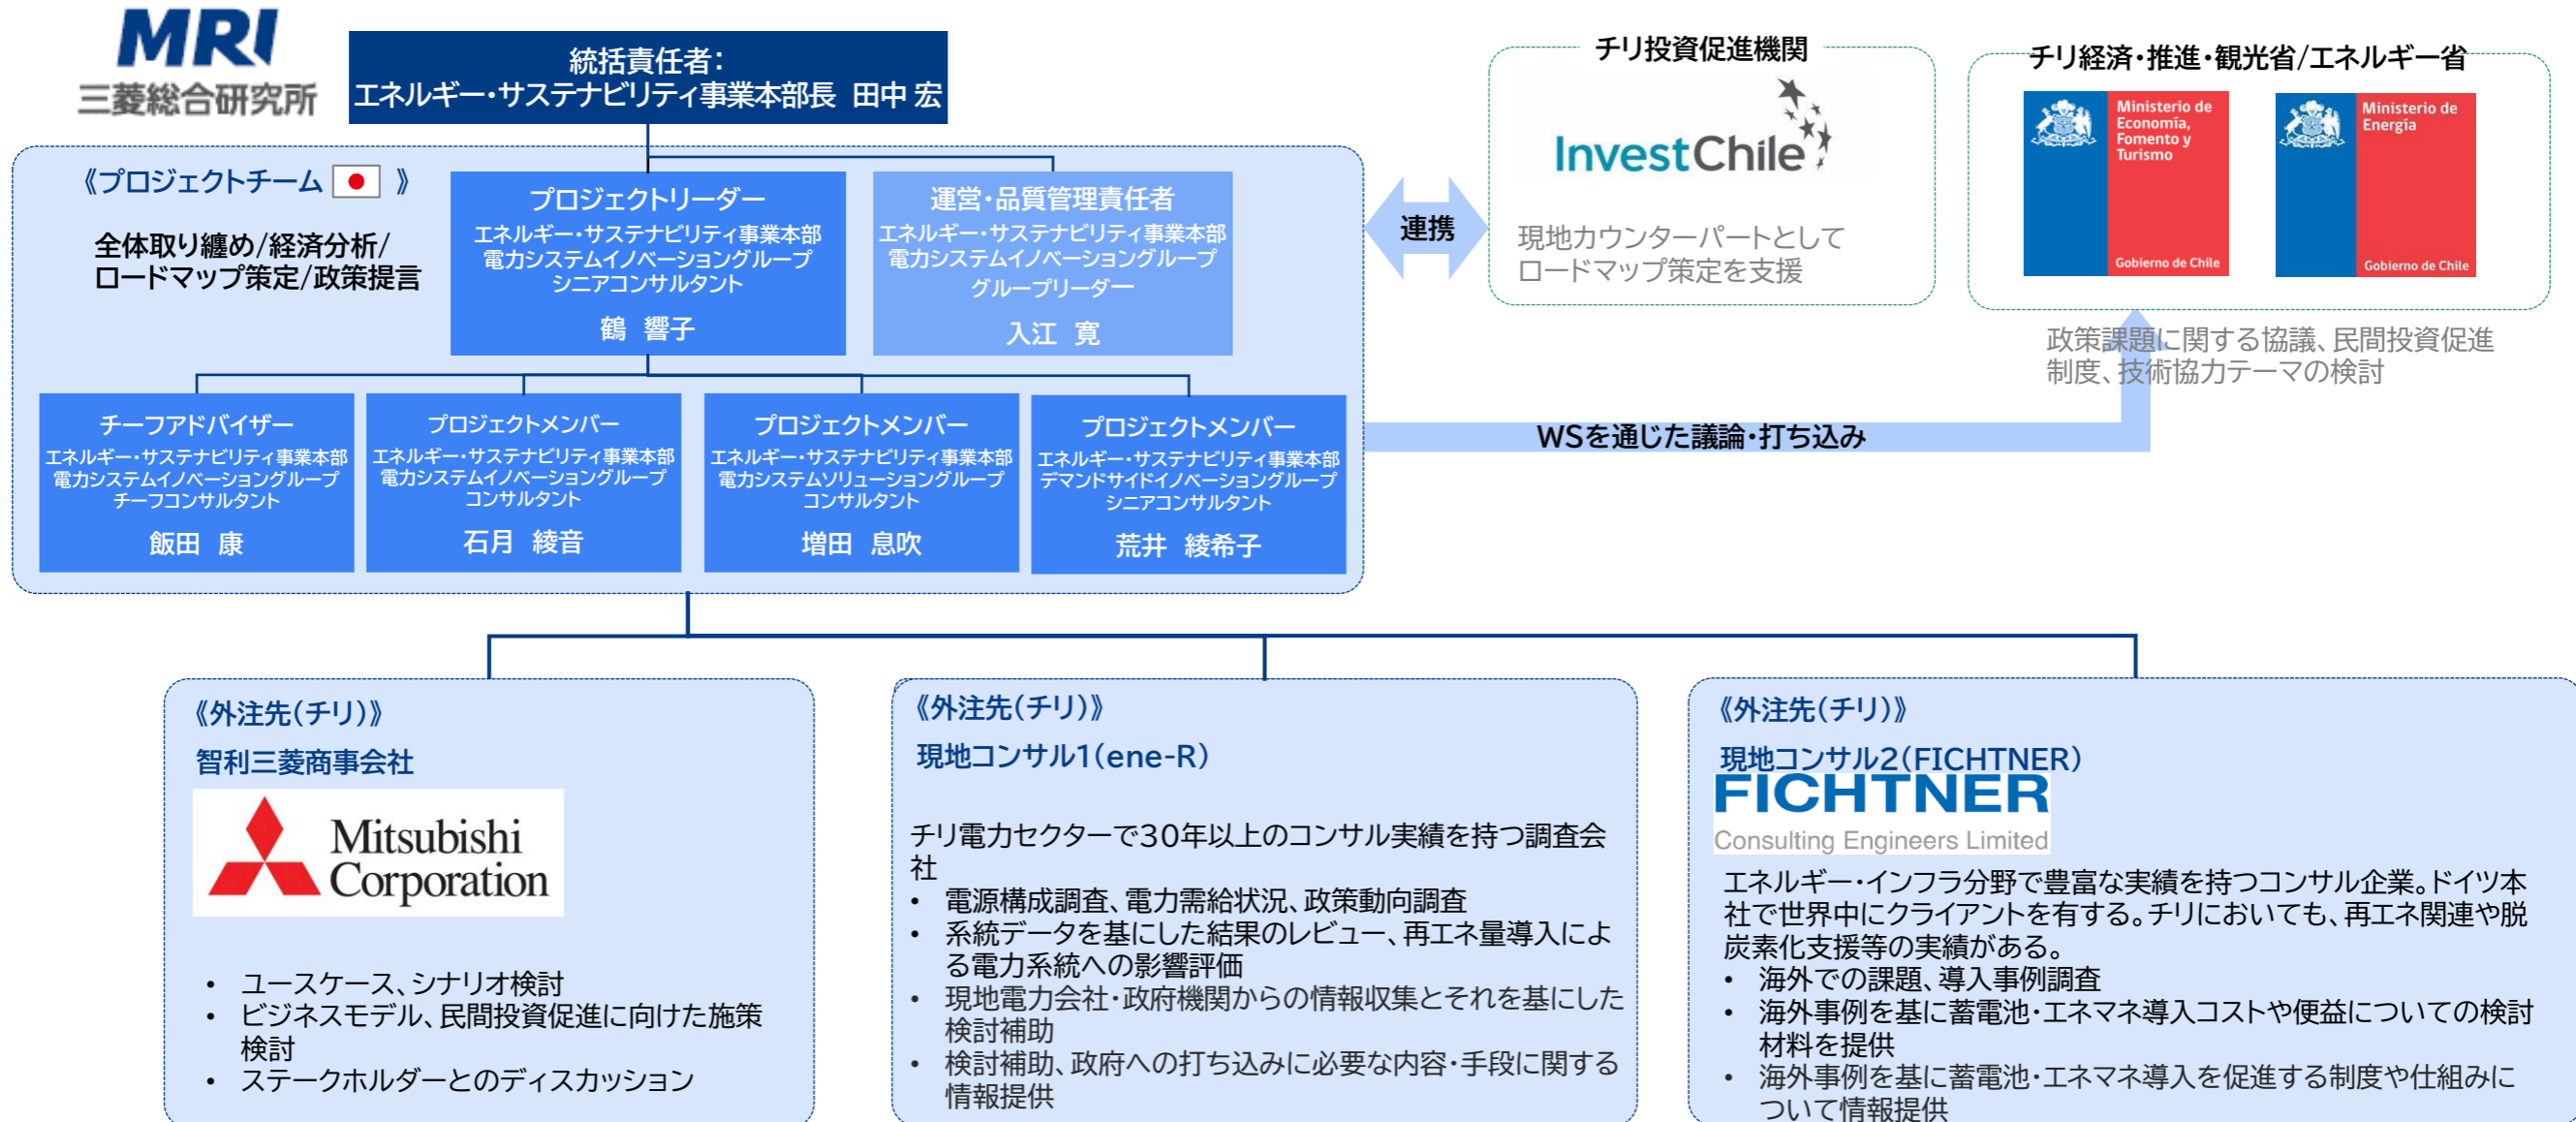 MRI
三菱総合研究所
統括責任者：
エネルギー・サステナビリティ事業本部長 田中 宏
《プロジェクトチーム 》
全体取り纏め/経済分析/
ロードマップ策定/政策提言
プロジェクトリーダー
エネルギー・サステナビリティ事業本部
電力システムイノベーショングループ
シニアコンサルタント
鶴 響子
運営・品質管理責任者
エネルギー・サステナビリティ事業本部
電力システムイノベーショングループ
グループリーダー
入江 寛
チーフアドバイザー
エネルギー・サステナビリティ事業本部
電力システムイノベーショングループ
チーフコンサルタント
飯田 康
プロジェクトメンバー
エネルギー・サステナビリティ事業本部
電力システムイノベーショングループ
コンサルタント
石月 綾音
プロジェクトメンバー
エネルギー・サステナビリティ事業本部
電力システムソリューショングループ
コンサルタント
増田 息吹
プロジェクトメンバー
エネルギー・サステナビリティ事業本部
デマンドサイドイノベーショングループ
シニアコンサルタント
荒井 綾希子
連携
チリ投資促進機関
InvestChile
現地カウンターパートとして
ロードマップ策定を支援
チリ経済・推進・観光省/エネルギー省
Ministerio de
Economía,
Fomento y
Turismo
Gobierno de Chile
Ministerio de
Energía
Gobierno de Chile
政策課題に関する協議、民間投資促進
制度、技術協力テーマの検討
WSを通じた議論・打ち込み
《外注先(チリ)》
智利三菱商事会社
Mitsubishi
Corporation
• ユースケース、シナリオ検討
• ビジネスモデル、民間投資促進に向けた施策
検討
• ステークホルダーとのディスカッション
《外注先(チリ)》
現地コンサル1(ene-R)
チリ電力セクターで30年以上のコンサル実績を持つ調査会
社
• 電源構成調査、電力需給状況、政策動向調査
• 系統データを基にした結果のレビュー、再エネ量導入によ
る電力系統への影響評価
• 現地電力会社・政府機関からの情報収集とそれを基にした
検討補助
• 検討補助、政府への打ち込みに必要な内容・手段に関する
情報提供
《外注先(チリ)》
現地コンサル2(FICHTNER)
FICHTNER
Consulting Engineers Limited
エネルギー・インフラ分野で豊富な実績を持つコンサル企業。ドイツ本
社で世界中にクライアントを有する。チリにおいても、再エネ関連や脱
炭素化支援等の実績がある。
• 海外での課題、導入事例調査
• 海外事例を基に蓄電池・エネマネ導入コストや便益についての検討
材料を提供
• 海外事例を基に蓄電池・エネマネ導入を促進する制度や仕組みに
ついて情報提供